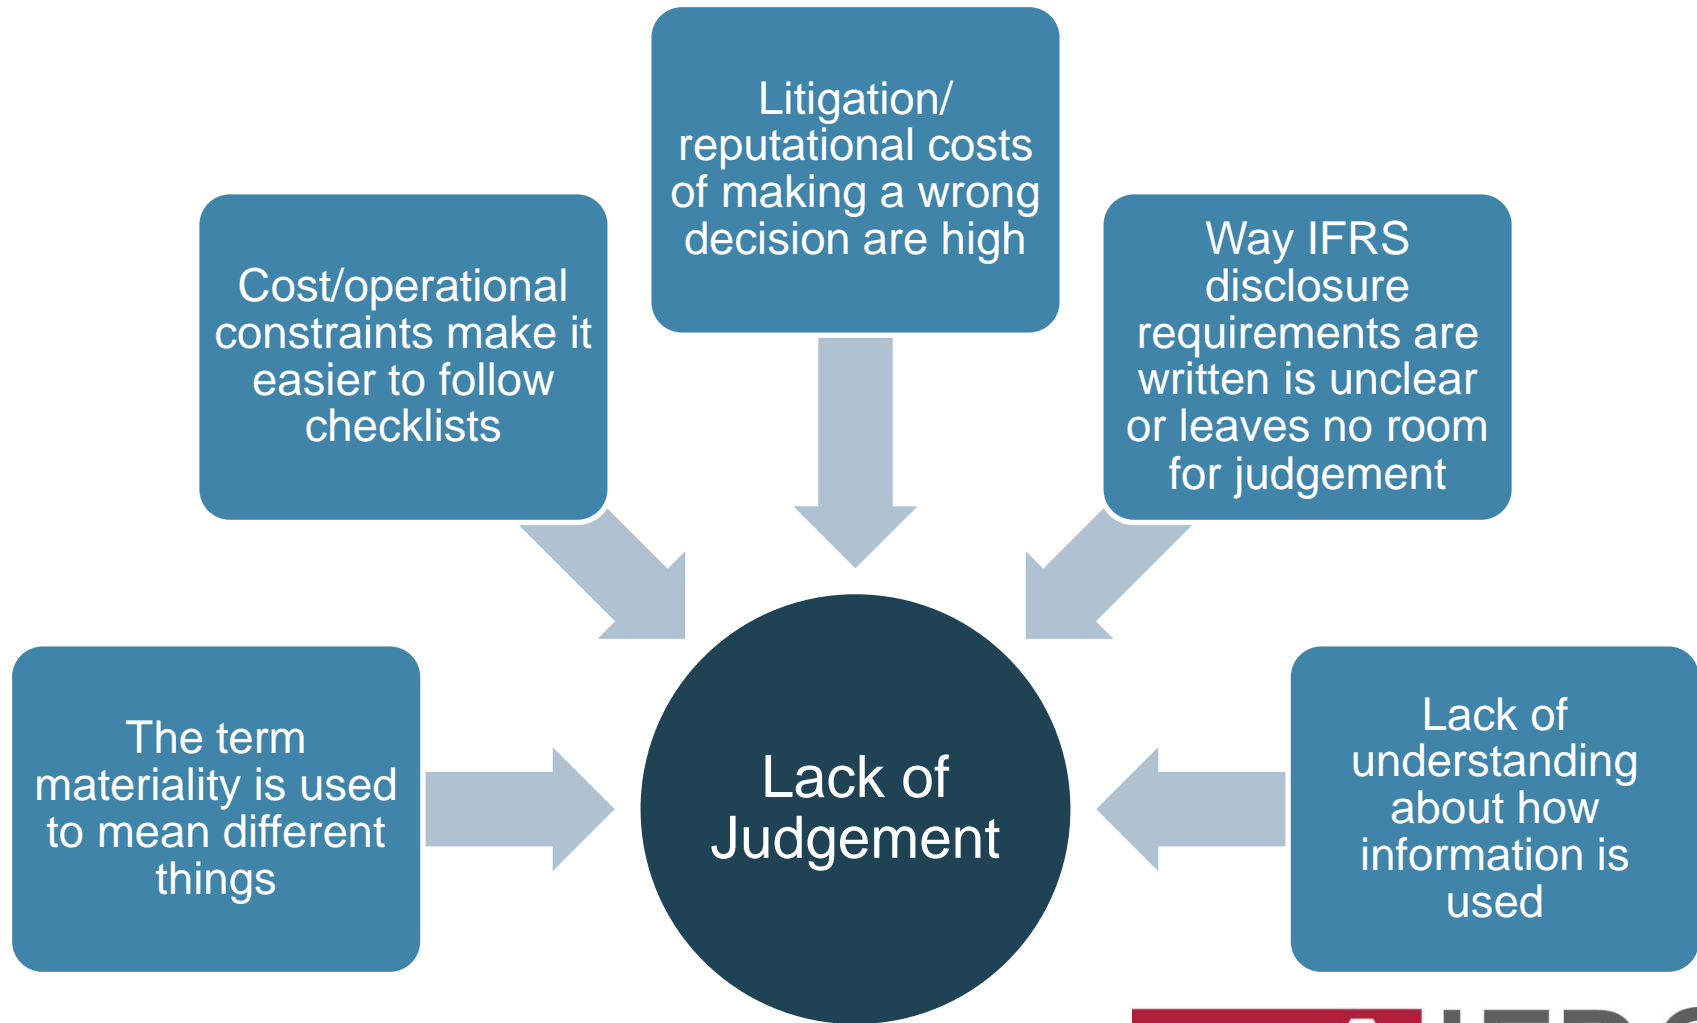 Litigation/
reputational costs
of making a wrong
decision are high
Cost/operational
constraints make it
easier to follow
checklists
Way IFRS
disclosure
requirements are
written is unclear
or leaves no room
for judgement
The term
materiality is used
to mean different
things
Lack of
Judgement
Lack of
understanding
about how
information is
used